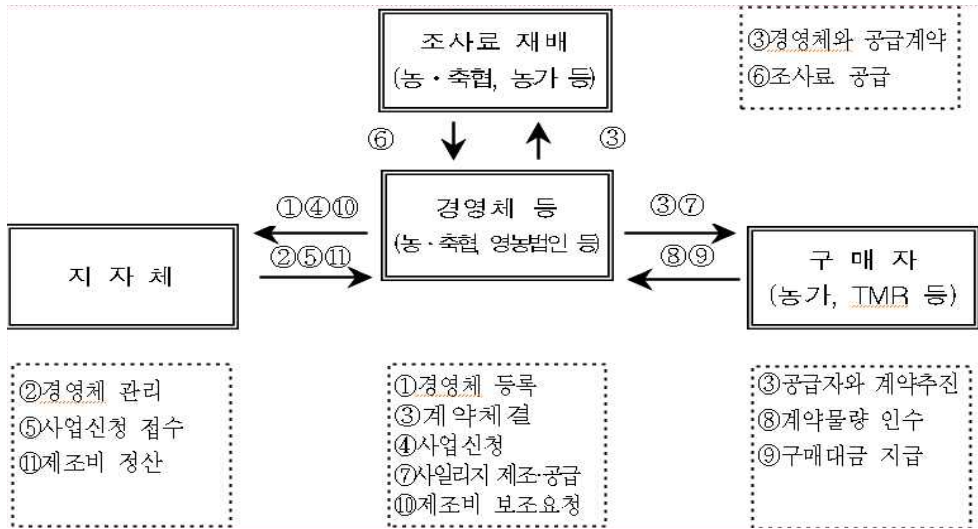 조사료 재배
(농·축협, 농가 등)
③경영체와 공급계약
⑥조사료 공급
⑥
③
경영체 등
(농·축협, 영농법인 등)
①④⑩
②⑤⑪
③⑦
⑧⑨
지 자 체
구 매 자
(농가, TMR 등)
②경영체 관리
⑤사업신청 접수
⑪제조비 정산
①경영체 등록
③계약체결
④사업신청
⑦사일리지 제조·공급
⑩제조비 보조요청
③공급자와 계약추진
⑧계약물량 인수
⑨구매대금 지급